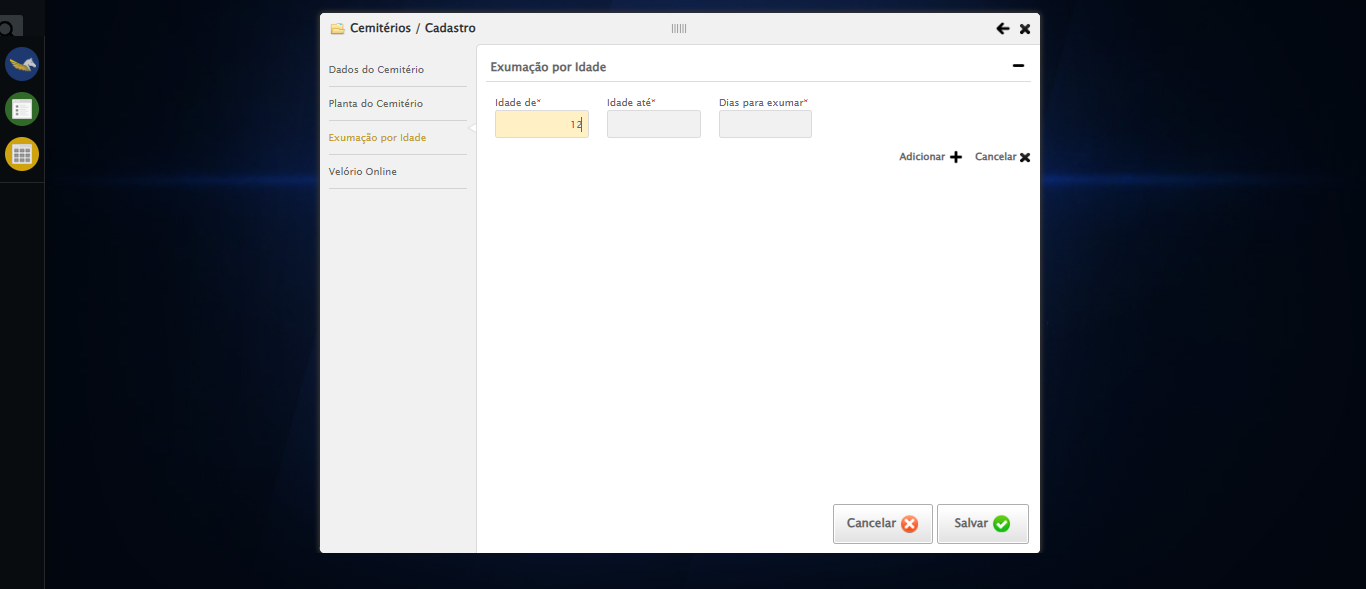 Cemitérios / Cadastro
Dados do Cemitério
Planta do Cemitério
Exumação por Idade
Velório Online
Exumação por Idade
Idade de* Idade até* Dias para exumar*
12
Adicionar Cancelar
Cancelar Salvar